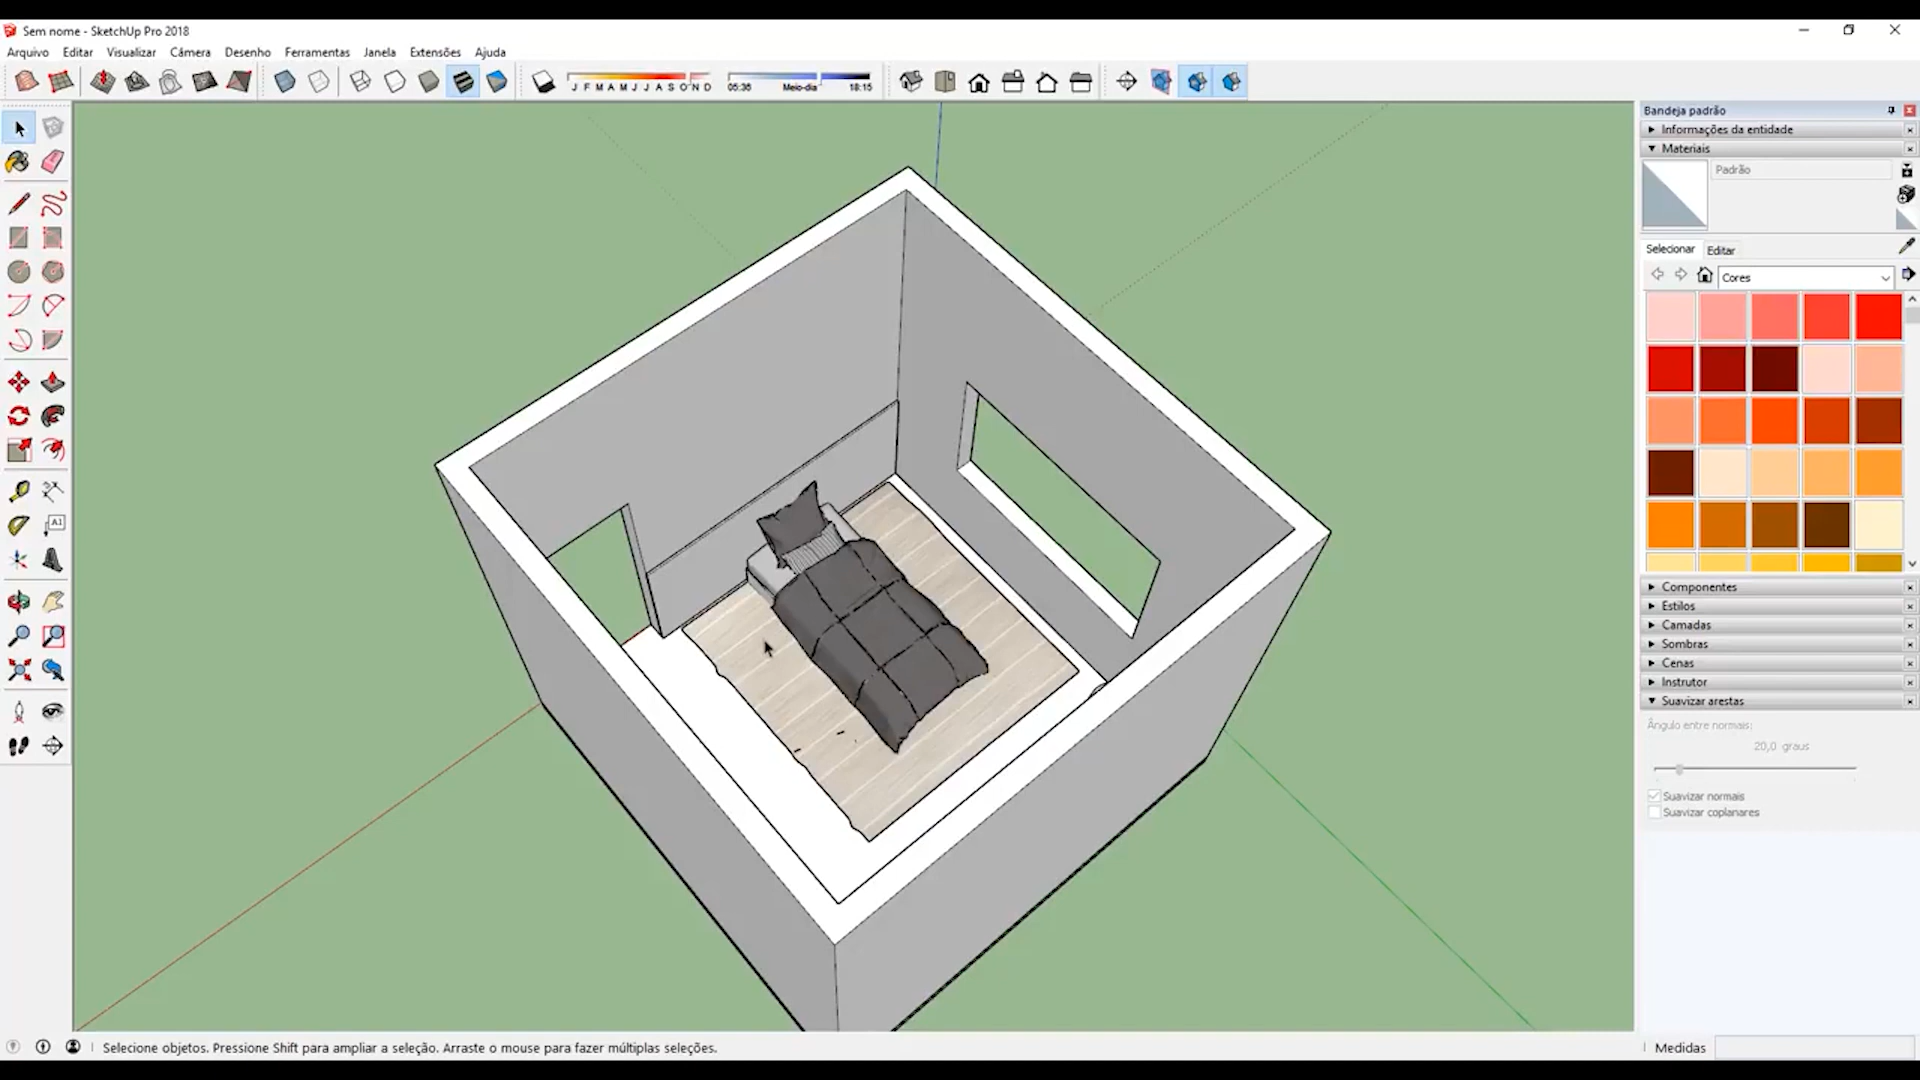 Sem nome - SketchUp Pro 2018
Arquivo Editar Visualizar Câmera Desenho Ferramentas Janela Extensões Ajuda
J F M A M J J A S O N D 05:36 Meio-dia 18:15
Bandeja padrão
Informações da entidade
Materiais
Padrão
Selecionar Editar
Cores
A1
Componentes
Estilos
Camadas
Sombras
Cenas
Instrutor
Suavizar arestas
Ângulo entre normais:
20,0 graus
Suavizar normais
Suavizar coplanares
Selecione objetos. Pressione Shift para ampliar a seleção. Arraste o mouse para fazer múltiplas seleções.
Medidas